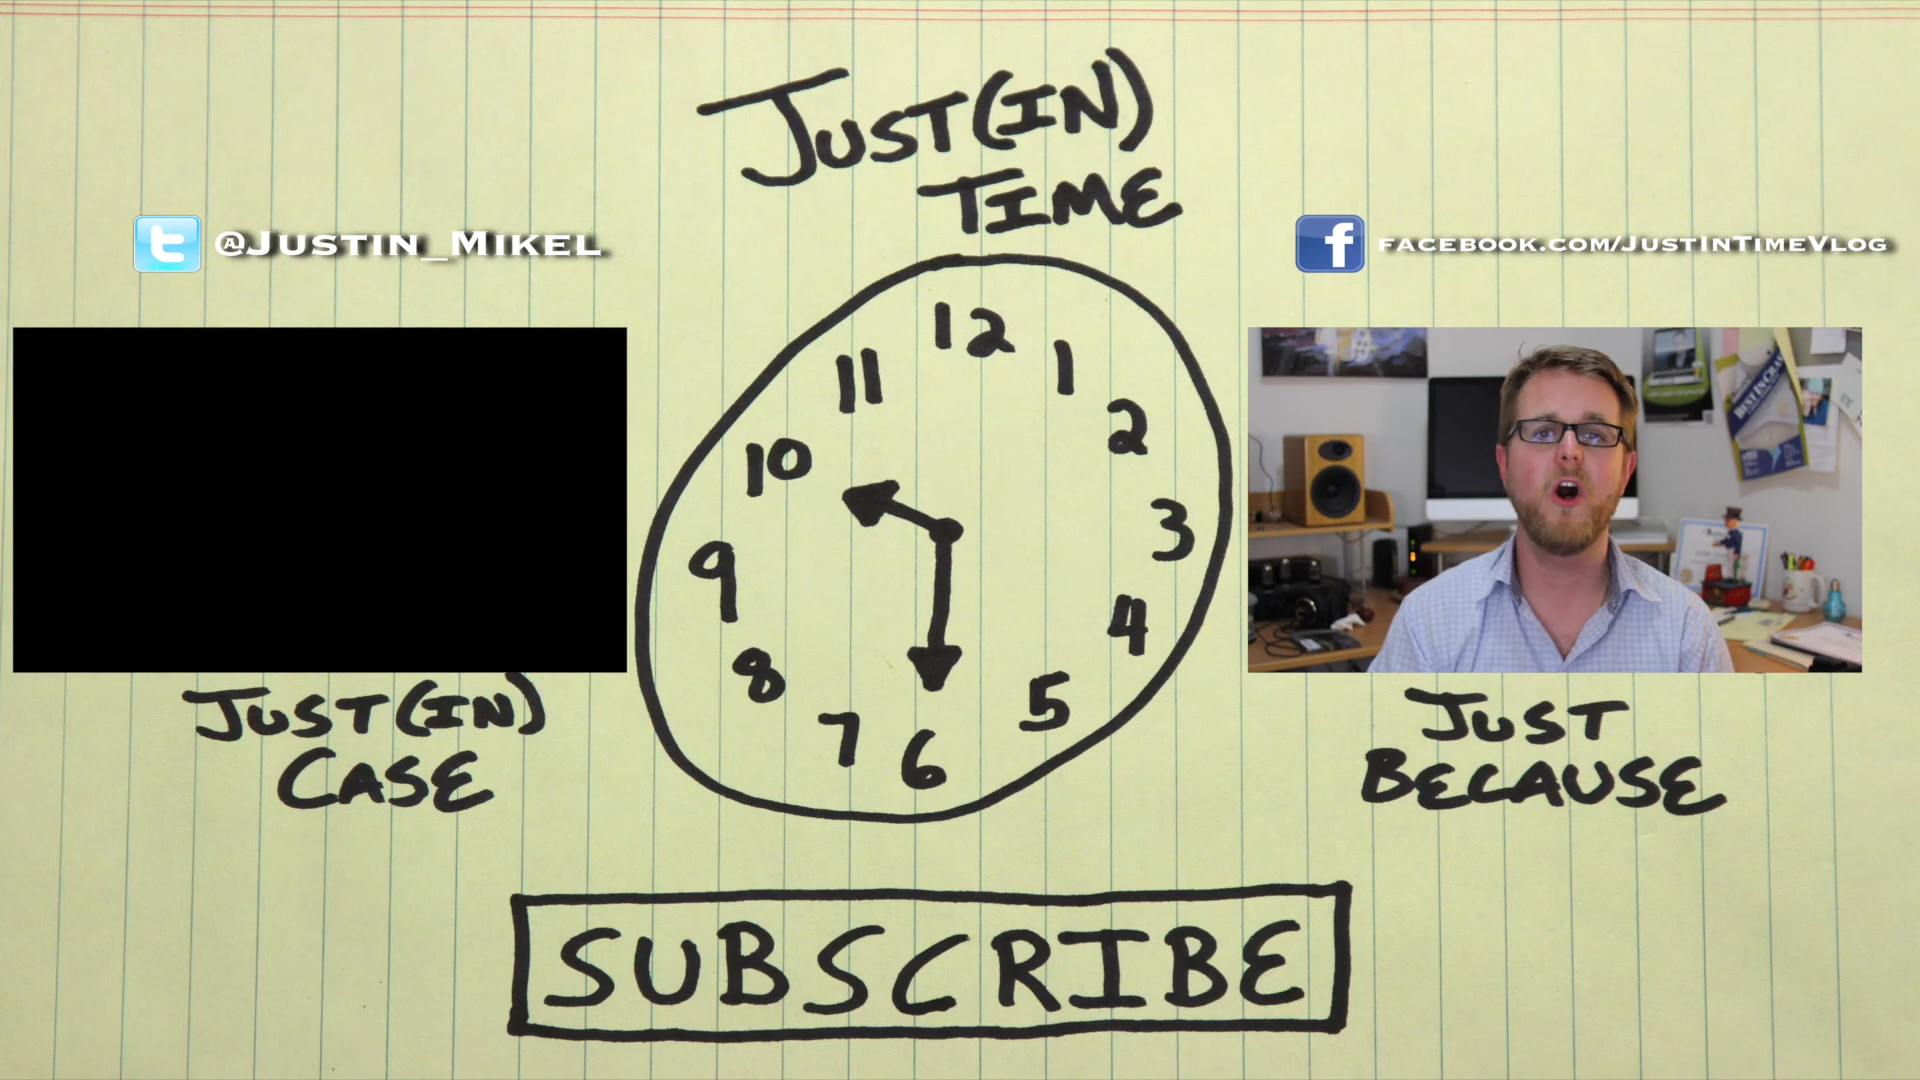 JUST(IN)
TIME
@JUSTIN_MIKEL
FACEBOOK.COM/JUSTINTIMEVLOG
12
11
1
10
2
9
3
8
4
7
5
6
JUST(IN)
CASE
JUST
BECAUSE
SUBSCRIBE